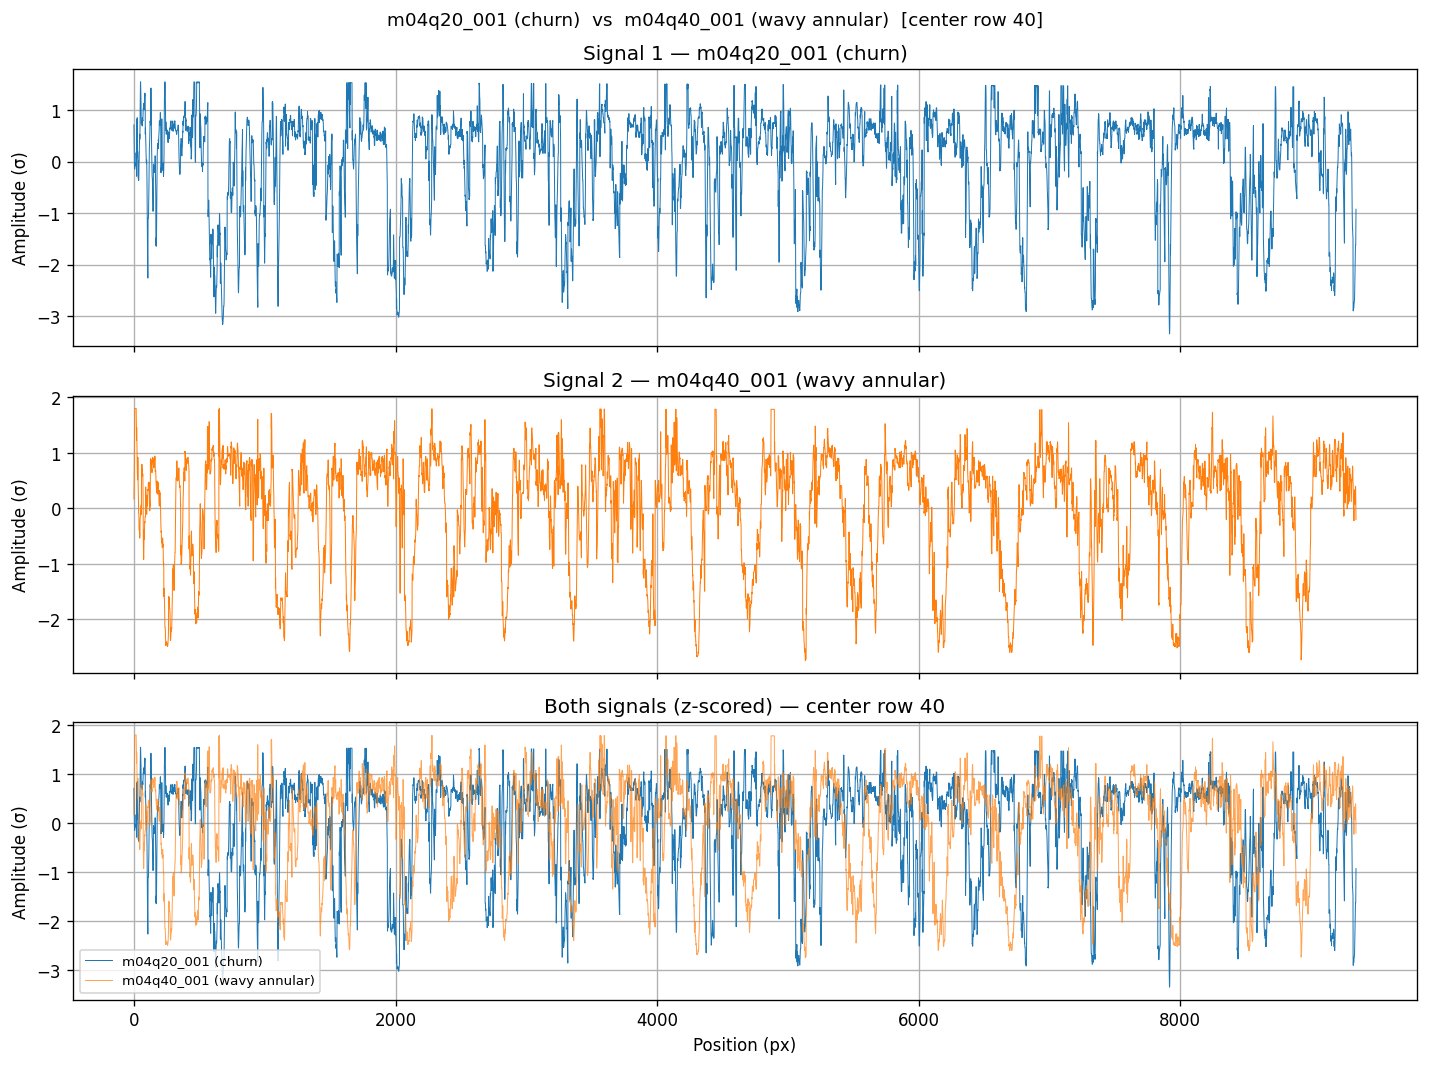 m04q20_001 (churn)  vs  m04q40_001 (wavy annular)  [center row 40]
Signal 1 — m04q20_001 (churn)
Amplitude (σ)
1
0
−1
−2
−3
Signal 2 — m04q40_001 (wavy annular)
Amplitude (σ)
2
1
0
−1
−2
Both signals (z-scored) — center row 40
Amplitude (σ)
2
1
0
−1
−2
−3
m04q20_001 (churn)
m04q40_001 (wavy annular)
0 2000 4000 6000 8000
Position (px)